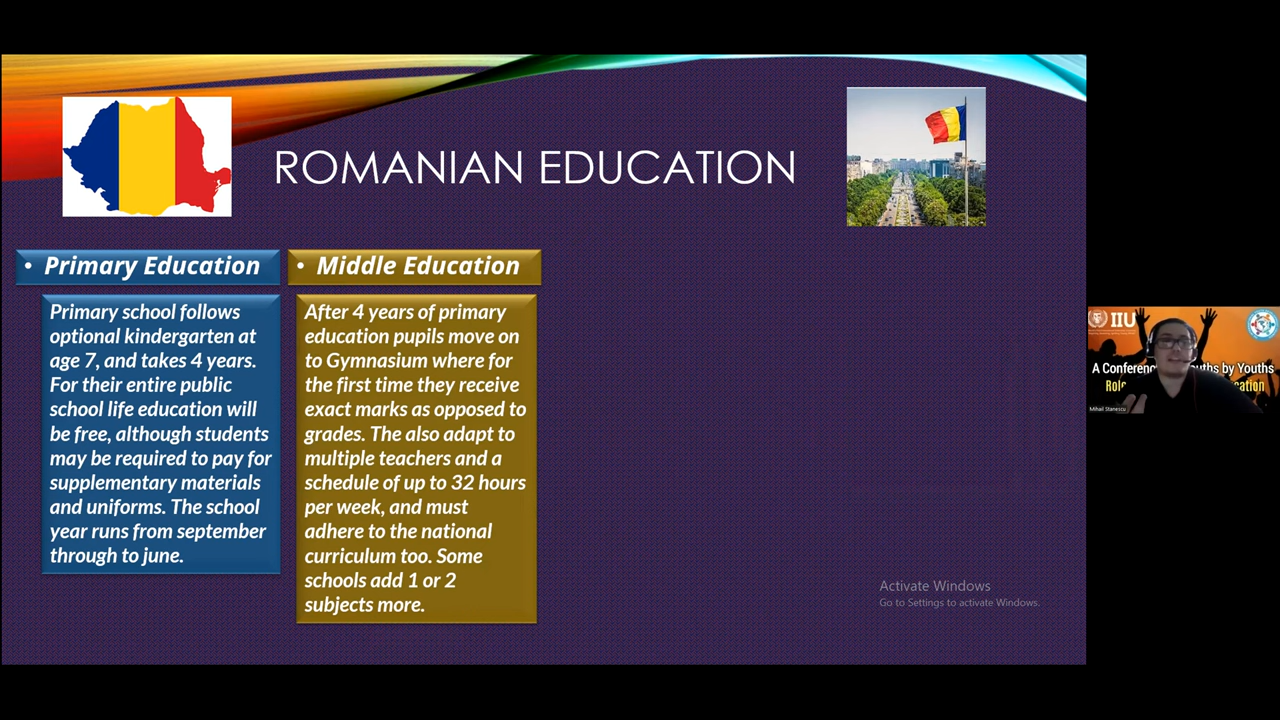 ROMANIAN EDUCATION
• Primary Education
Primary school follows
optional kindergarten at
age 7, and takes 4 years.
For their entire public
school life education will
be free, although students
may be required to pay for
supplementary materials
and uniforms. The school
year runs from september
through to june.
• Middle Education
After 4 years of primary
education pupils move on
to Gymnasium where for
the first time they receive
exact marks as opposed to
grades. The also adapt to
multiple teachers and a
schedule of up to 32 hours
per week, and must
adhere to the national
curriculum too. Some
schools add 1 or 2
subjects more.
Activate Windows
Go to Settings to activate Windows.
IIU
A Conference uths by Youths
Role cation
Mihail Stanescu